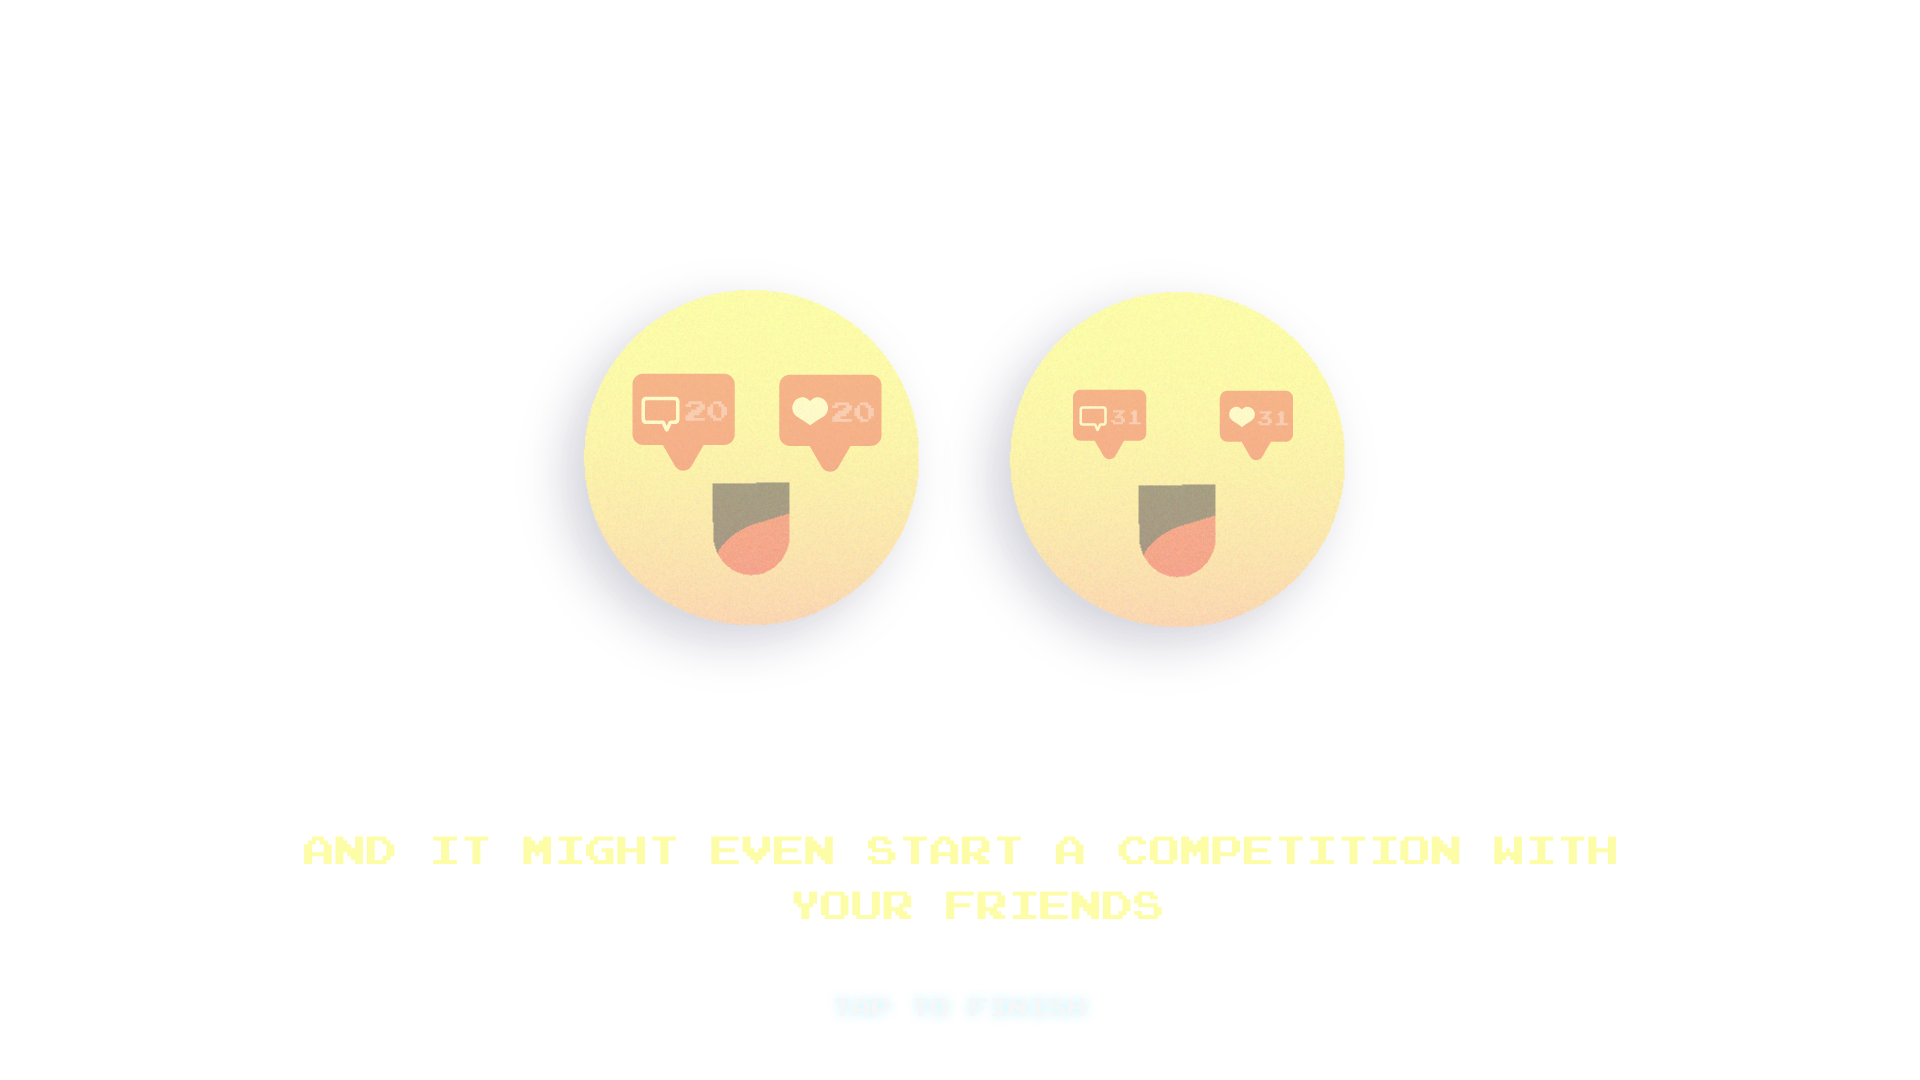 20 20
31 31
AND IT MIGHT EVEN START A COMPETITION WITH
YOUR FRIENDS